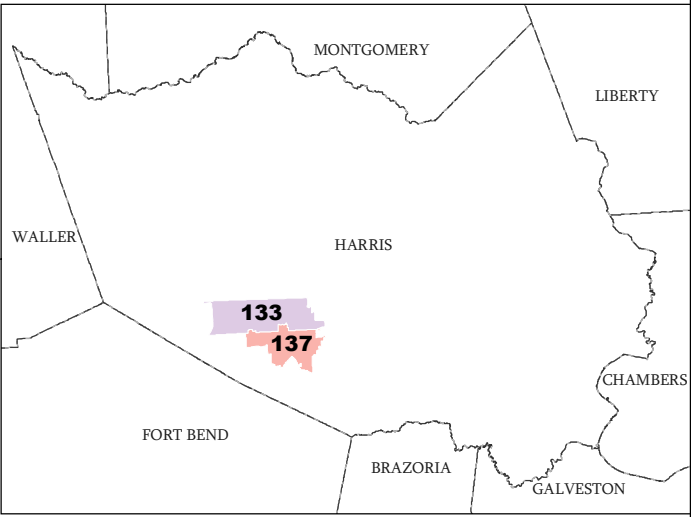 MONTGOMERY
LIBERTY
WALLER
HARRIS
133
137
CHAMBERS
FORT BEND
BRAZORIA
GALVESTON